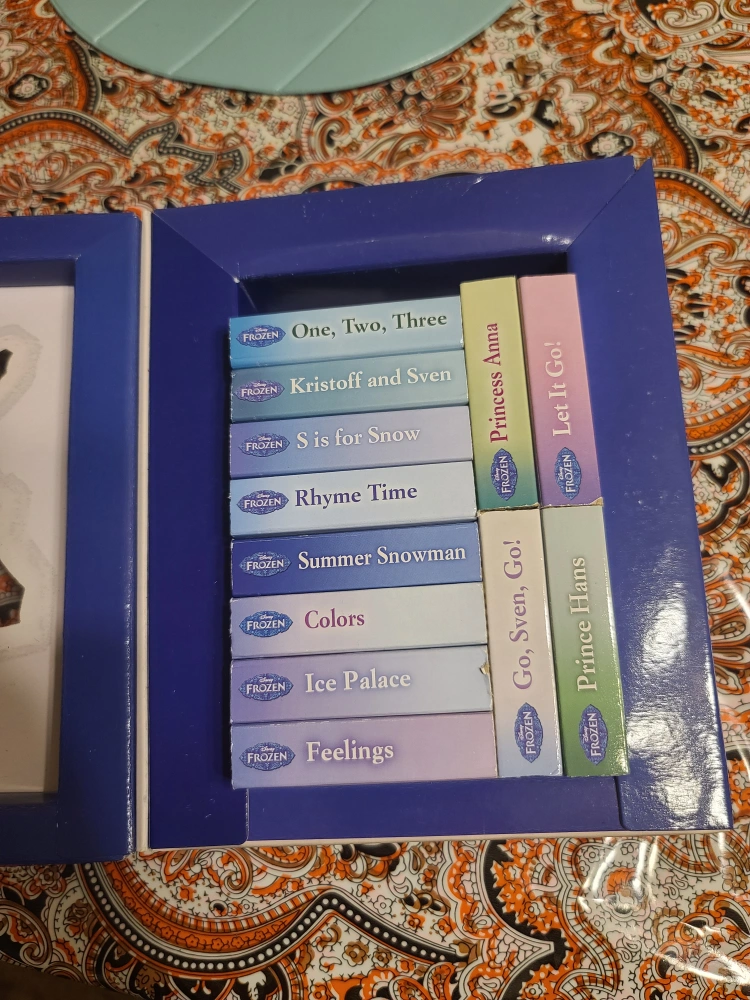 Disney
FROZEN
One, Two, Three
Disney
FROZEN
Kristoff and Sven
Disney
FROZEN
S is for Snow
Disney
FROZEN
Rhyme Time
Disney
FROZEN
Summer Snowman
Disney
FROZEN
Colors
Disney
FROZEN
Ice Palace
Disney
FROZEN
Feelings
Disney
FROZEN
Princess Anna
Disney
FROZEN
Let It Go!
Disney
FROZEN
Go, Sven, Go!
Disney
FROZEN
Prince Hans